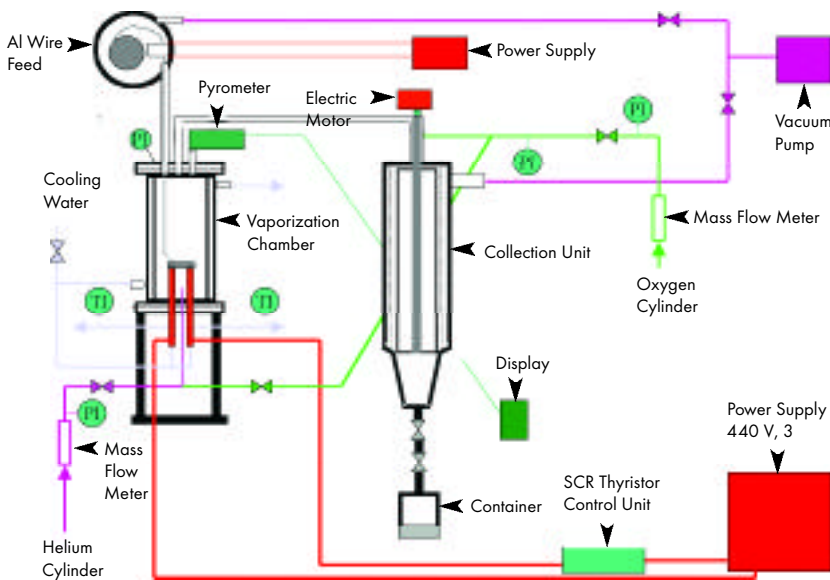 Al Wire
Feed
Power Supply
Pyrometer
Electric
Motor
Vacuum
Pump
PI
PI
PI
Cooling
Water
Vaporization
Chamber
Collection Unit
Mass Flow Meter
Oxygen
Cylinder
TI
TI
Display
Power Supply
440 V, 3
PI
Mass
Flow
Meter
SCR Thyristor
Control Unit
Container
Helium
Cylinder